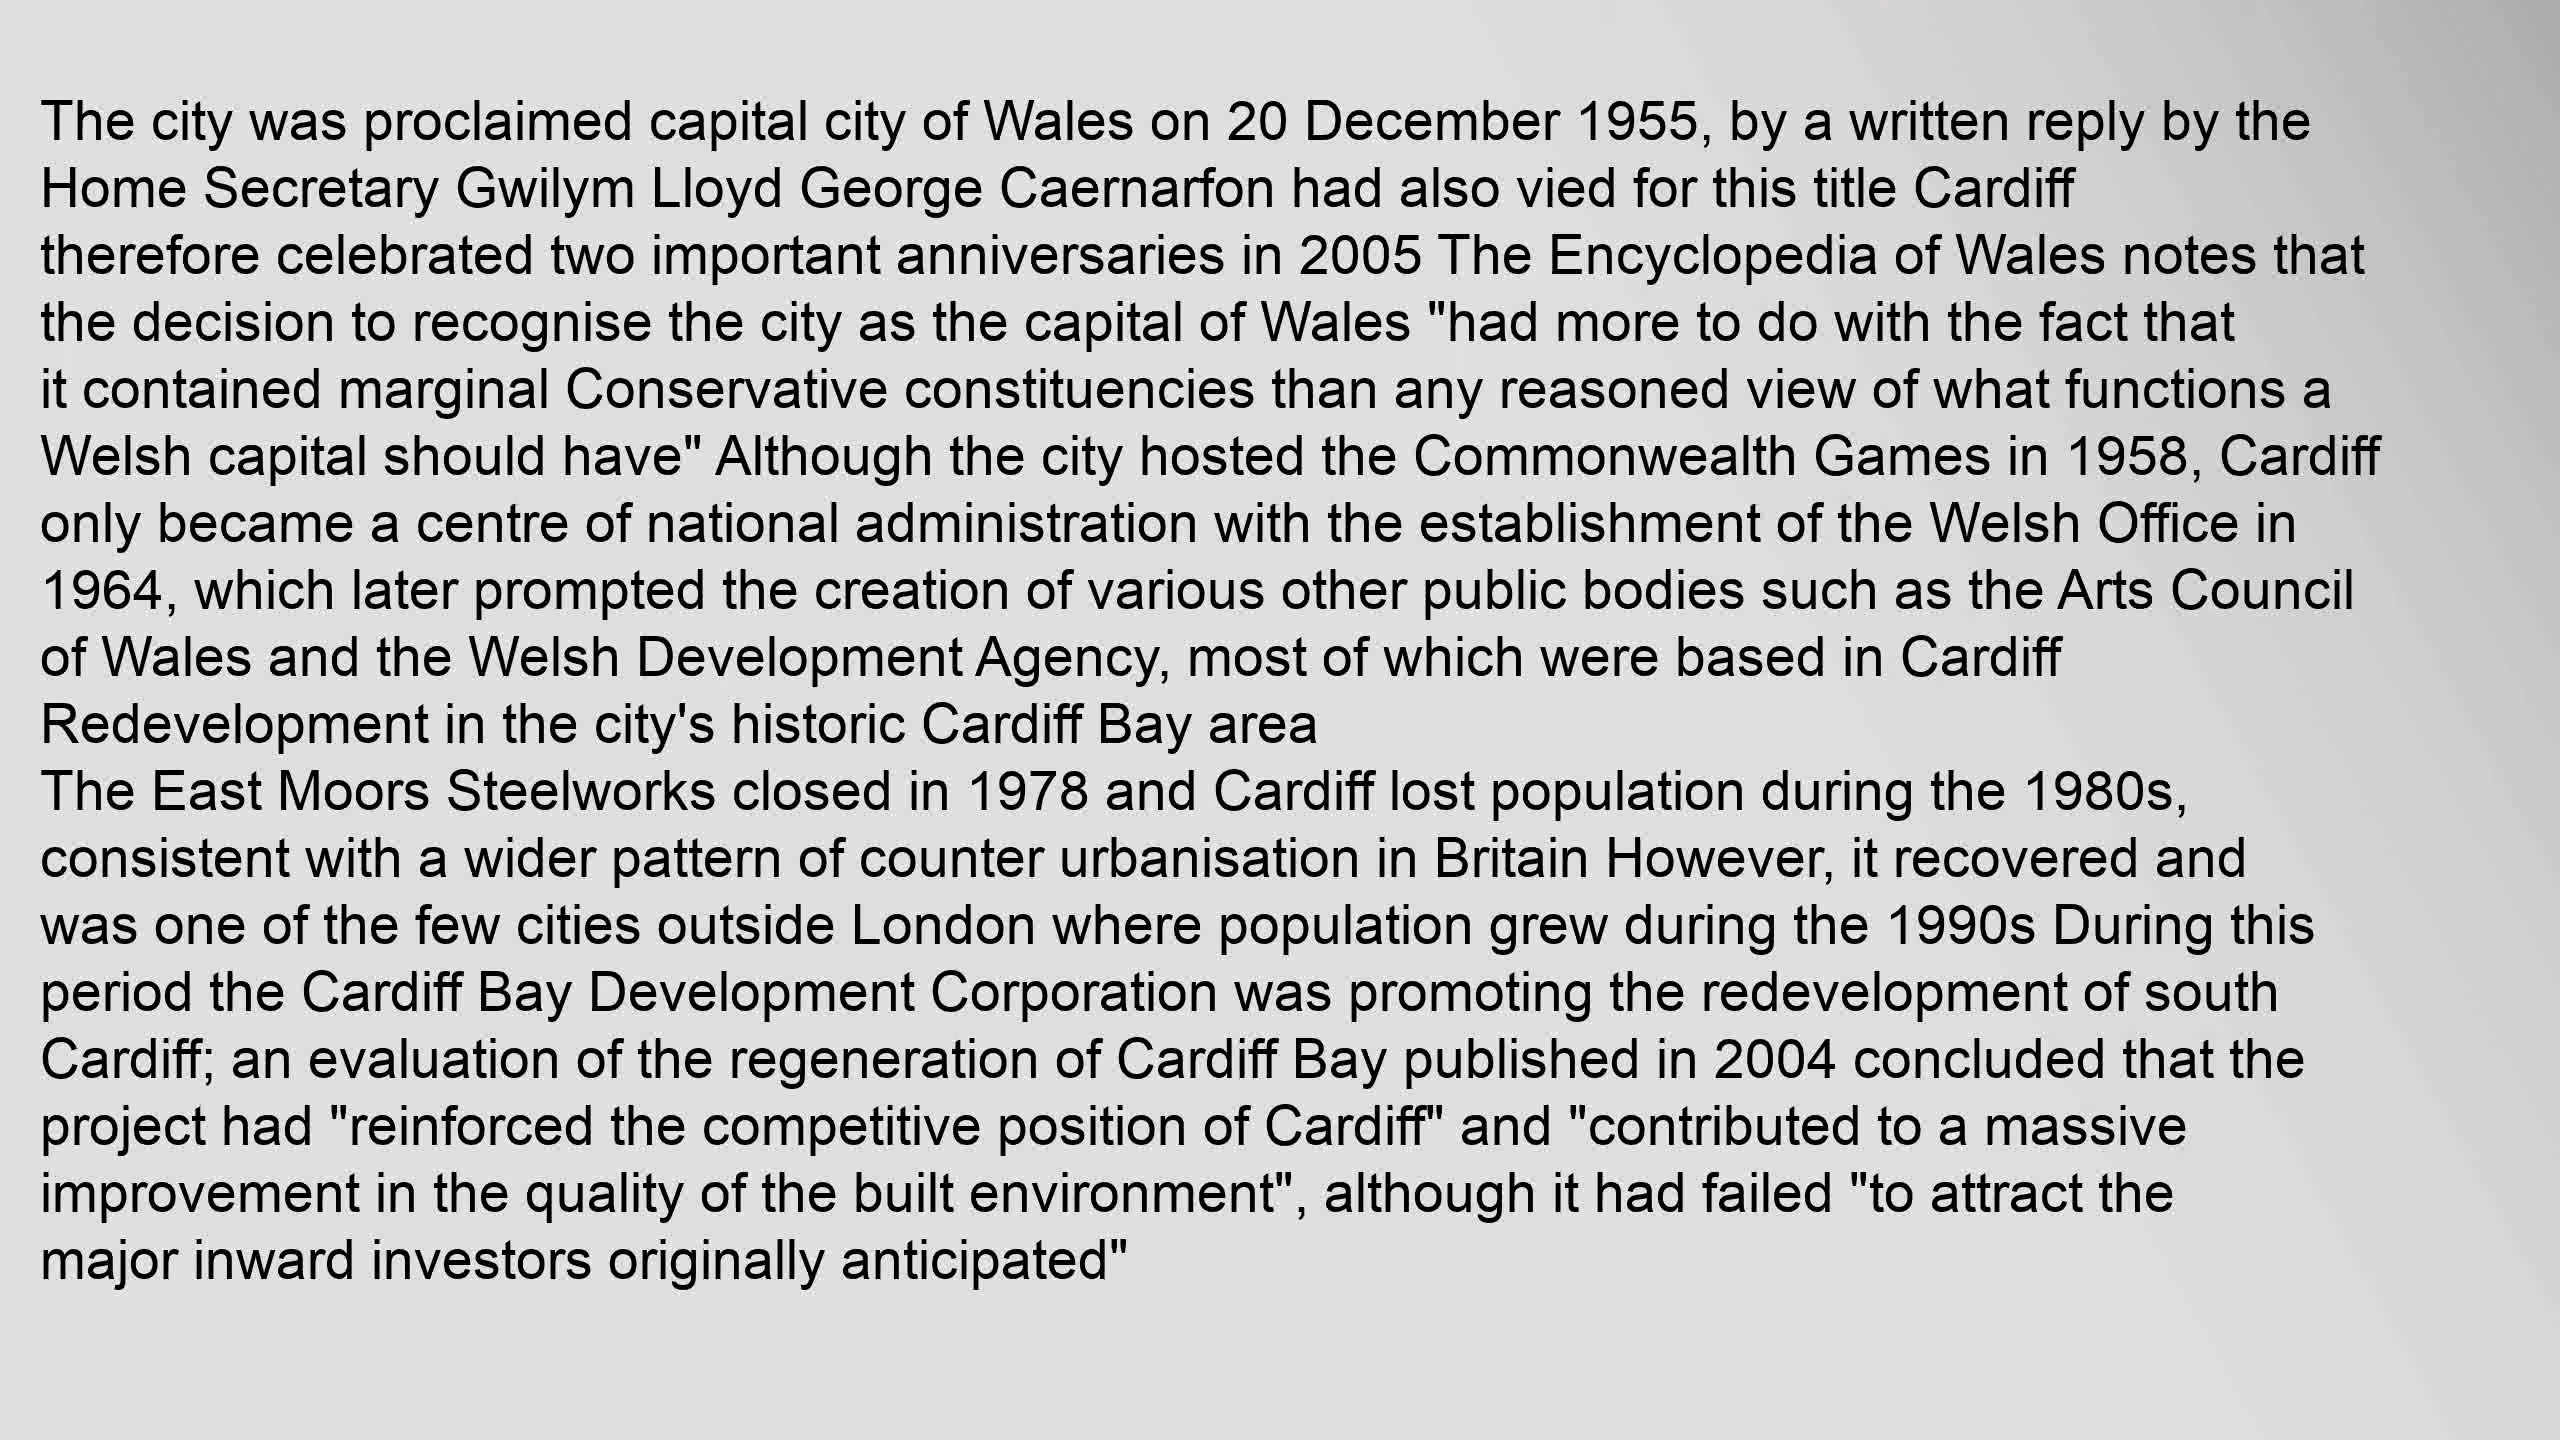 The city was proclaimed capital city of Wales on 20 December 1955, by a written reply by the
Home Secretary Gwilym Lloyd George Caernarfon had also vied for this title Cardiff
therefore celebrated two important anniversaries in 2005 The Encyclopedia of Wales notes that
the decision to recognise the city as the capital of Wales "had more to do with the fact that
it contained marginal Conservative constituencies than any reasoned view of what functions a
Welsh capital should have" Although the city hosted the Commonwealth Games in 1958, Cardiff
only became a centre of national administration with the establishment of the Welsh Office in
1964, which later prompted the creation of various other public bodies such as the Arts Council
of Wales and the Welsh Development Agency, most of which were based in Cardiff
Redevelopment in the city's historic Cardiff Bay area
The East Moors Steelworks closed in 1978 and Cardiff lost population during the 1980s,
consistent with a wider pattern of counter urbanisation in Britain However, it recovered and
was one of the few cities outside London where population grew during the 1990s During this
period the Cardiff Bay Development Corporation was promoting the redevelopment of south
Cardiff; an evaluation of the regeneration of Cardiff Bay published in 2004 concluded that the
project had "reinforced the competitive position of Cardiff" and "contributed to a massive
improvement in the quality of the built environment", although it had failed "to attract the
major inward investors originally anticipated"